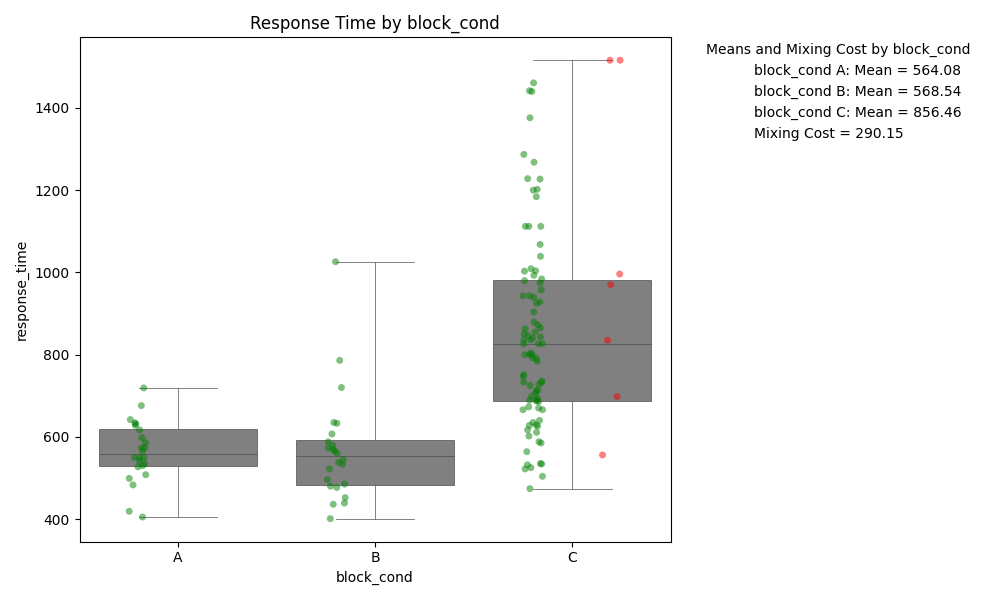 Response Time by block_cond
Means and Mixing Cost by block_cond
block_cond A: Mean = 564.08
block_cond B: Mean = 568.54
block_cond C: Mean = 856.46
Mixing Cost = 290.15
response_time
1400
1200
1000
800
600
400
A
B
C
block_cond